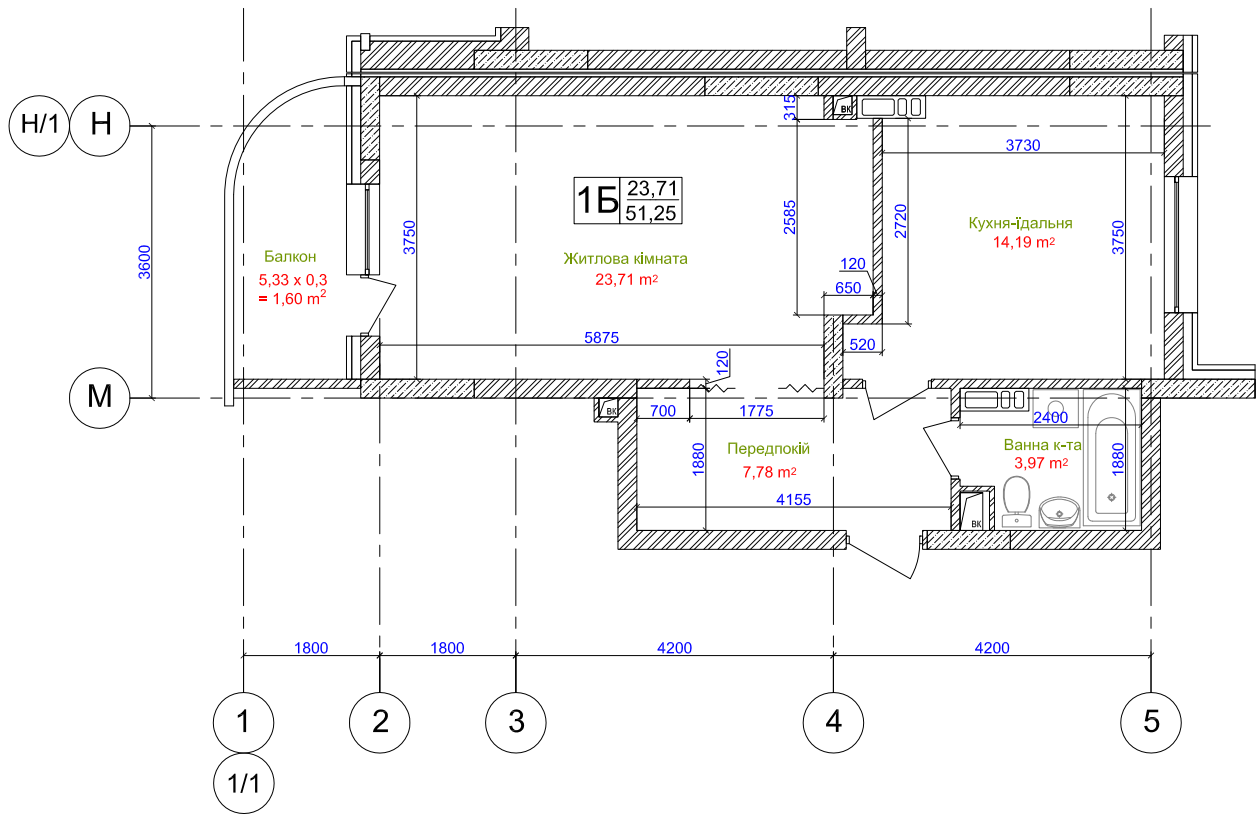 315
ВК
Н/1
Н
3730
1Б
23,71
51,25
2585
2720
3750
3750
3600
Кухня-їдальня
14,19 m²
Балкон
5,33 x 0,3
= 1,60 m²
Житлова кімната
23,71 m²
120
650
5875
520
120
М
ВК
700
1775
2400
Передпокій
7,78 m²
Ванна к-та
3,97 m²
1880
1880
4155
ВК
1800
1800
4200
4200
1
2
3
4
5
1/1